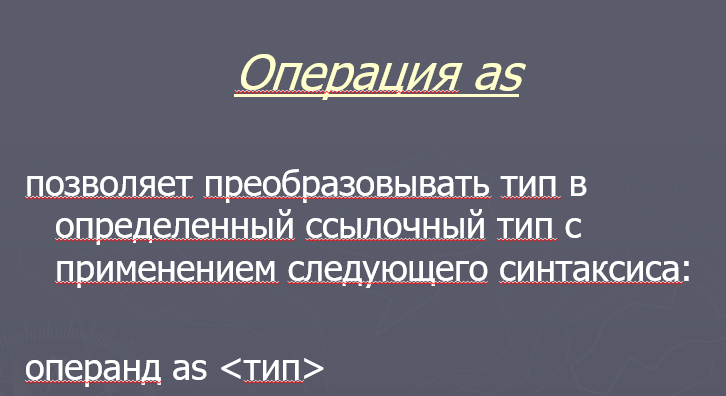 Операция as
позволяет преобразовывать тип в
определенный ссылочный тип с
применением следующего синтаксиса:
операнд as <тип>